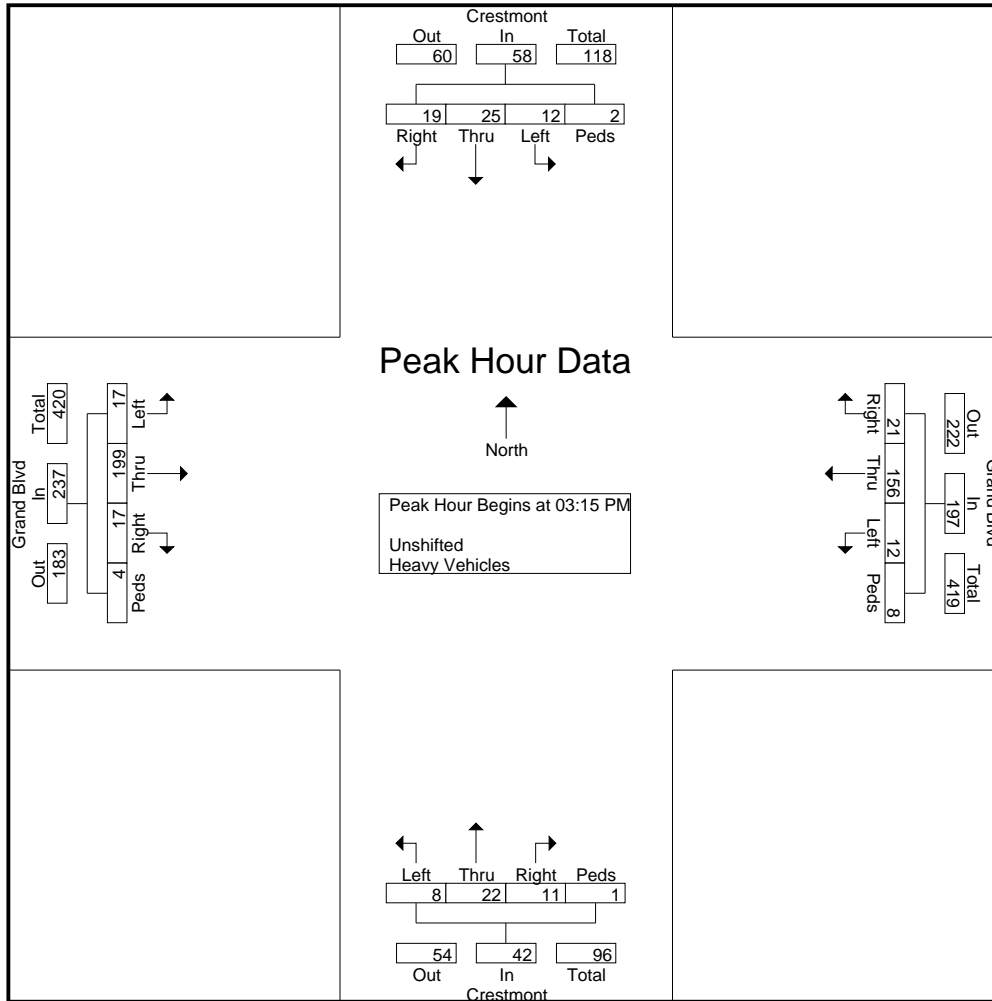 Crestmont
Out In Total
60 58 118
19 25 12 2
Right Thru Left Peds
Peak Hour Data
North
Peak Hour Begins at 03:15 PM
Unshifted
Heavy Vehicles
Grand Blvd
Total In Out
420 237 183
17 199 17 4
Left Thru Right Peds
Right Thru Left Peds
21 156 12 8
Out In Total
222 197 419
Grand Blvd
Left Thru Right Peds
8 22 11 1
54 42 96
Out In Total
Crestmont